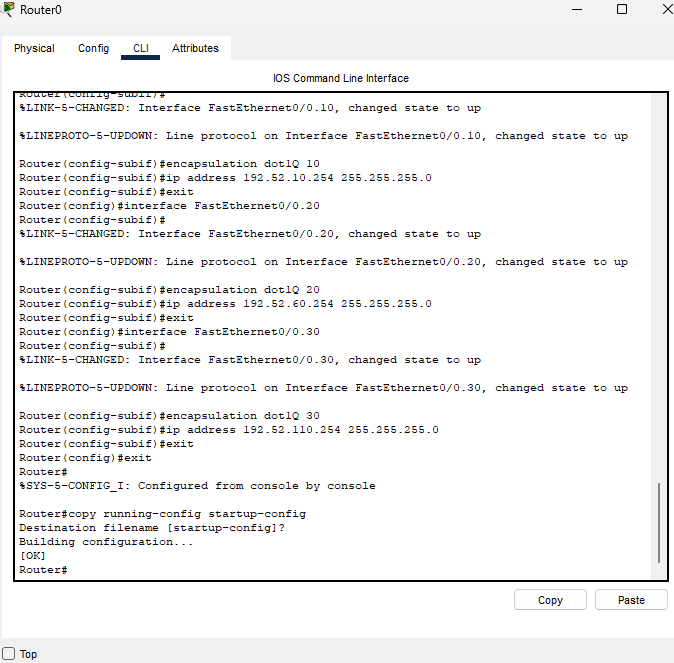 Router0
Physical
Config
CLI
Attributes
IOS Command Line Interface
Router(config-subif)#
%LINK-5-CHANGED: Interface FastEthernet0/0.10, changed state to up
%LINEPROTO-5-UPDOWN: Line protocol on Interface FastEthernet0/0.10, changed state to up
Router(config-subif)#encapsulation dot1Q 10
Router(config-subif)#ip address 192.52.10.254 255.255.255.0
Router(config-subif)#exit
Router(config)#interface FastEthernet0/0.20
Router(config-subif)#
%LINK-5-CHANGED: Interface FastEthernet0/0.20, changed state to up
%LINEPROTO-5-UPDOWN: Line protocol on Interface FastEthernet0/0.20, changed state to up
Router(config-subif)#encapsulation dot1Q 20
Router(config-subif)#ip address 192.52.60.254 255.255.255.0
Router(config-subif)#exit
Router(config)#interface FastEthernet0/0.30
Router(config-subif)#
%LINK-5-CHANGED: Interface FastEthernet0/0.30, changed state to up
%LINEPROTO-5-UPDOWN: Line protocol on Interface FastEthernet0/0.30, changed state to up
Router(config-subif)#encapsulation dot1Q 30
Router(config-subif)#ip address 192.52.110.254 255.255.255.0
Router(config-subif)#exit
Router(config)#exit
Router#
%SYS-5-CONFIG_I: Configured from console by console
Router#copy running-config startup-config
Destination filename [startup-config]?
Building configuration...
[OK]
Router#
Copy
Paste
Top